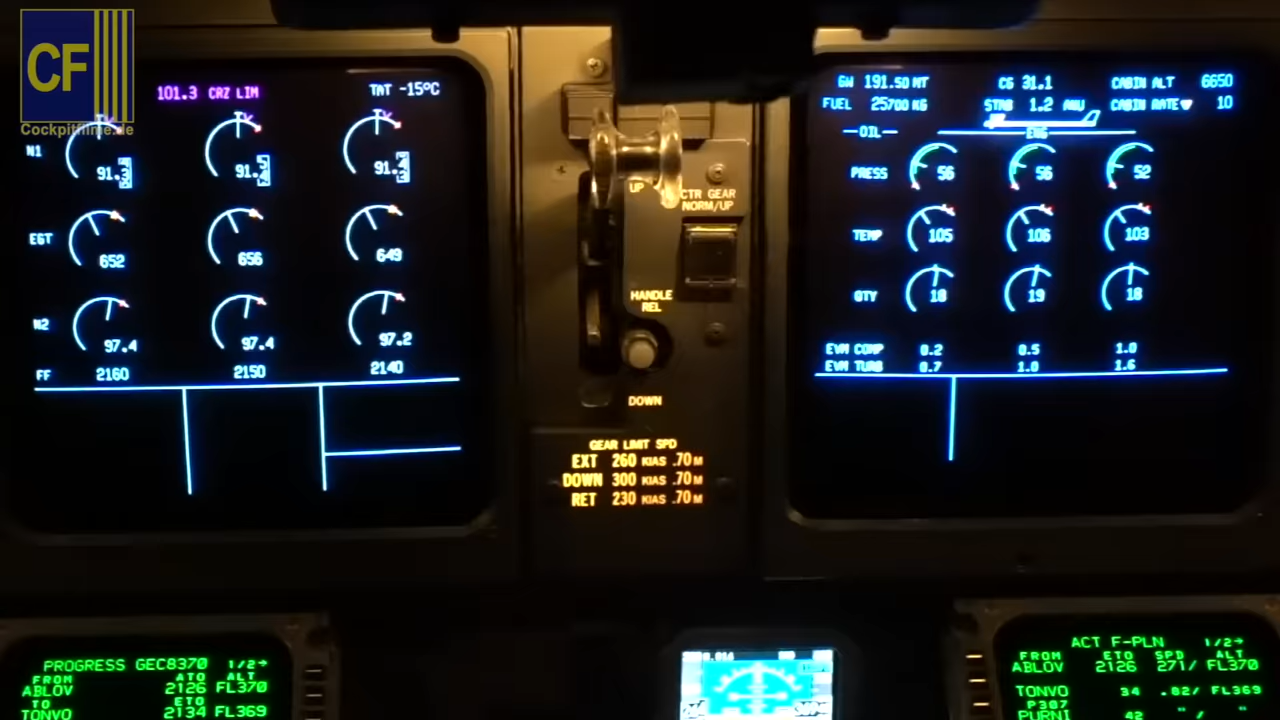 CF
Cockpitfilme.de
101.3 CRZ LIM
TAT -15°C
N1
91.3
91.5
91.
EGT
652
656
649
N2
97.4
97.4
97.2
FF
2160
2150
2140
UP
CTR GEAR
NORM/UP
HANDLE
REL
DOWN
GEAR LIMIT SPD
EXT 260 KIAS .70 M
DOWN 300 KIAS .70 M
RET 230 KIAS .70 M
GW 191.50 MT
CG 31.1
CABIN ALT 6650
FUEL 25700 KG
STAB 1.2 ANU
CABIN RATE▼ 10
OIL
ENG
PRESS 56 56 52
TEMP 105 106 103
QTY 18 19 18
EVM COMP 0.2 0.5 1.0
EVM TURB 0.7 1.0 1.6
PROGRESS GEC8370 1/2→
FROM ATO ALT
ABLOV 2126 FL370
TO ETO
TONVO 2134 FL369
ACT F-PLN 1/2→
FROM ETO SPD ALT
ABLOV 2126 271/ FL370
TONVO 34 .82/ FL369
P307
PURNI 42 " / "